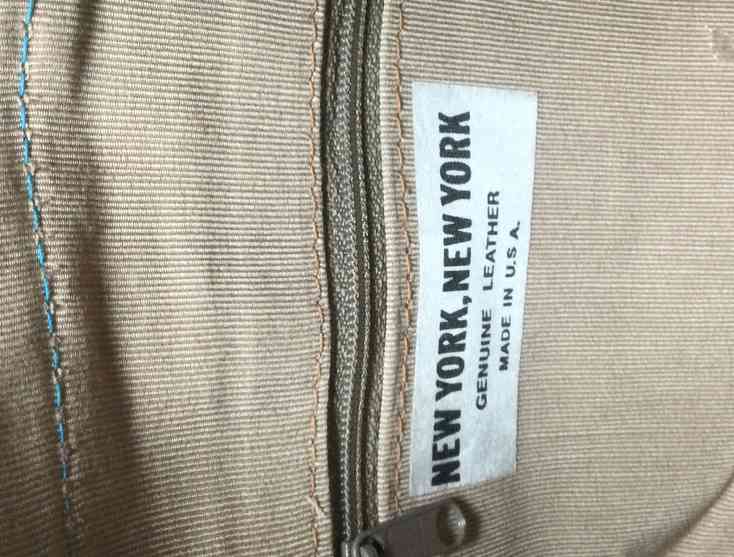 NEW YORK, NEW YORK
GENUINE LEATHER
MADE IN U.S.A.